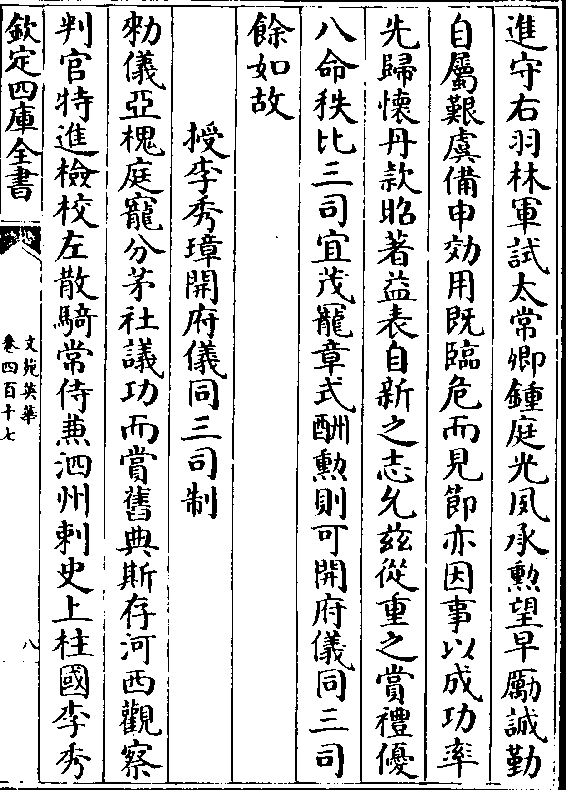 進守右羽林軍試太常卿鍾庭光夙承勲望早勵誠勤
自屬艱虞備申効用既臨危而見節亦因事以成功率
先歸懷丹款昭著益表自新之志允兹從重之賞禮優
八命秩比三司宜茂寵章式酬勲則可開府儀同三司
餘如故
授李秀璋開府儀同三司制
勑儀亞槐庭寵分茅社議功而賞舊典斯存河西觀察
判官特進檢校左散騎常侍兼泗州刺史上柱國李秀
欽定四庫全書
文苑英華
卷四百十七
八